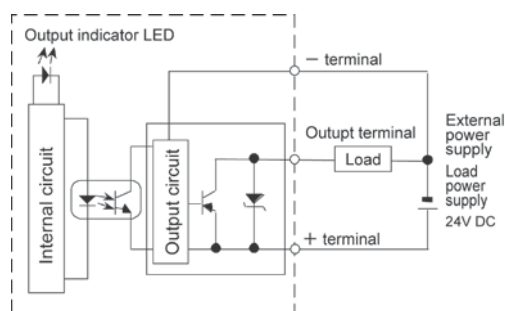 Output indicator LED
− terminal
Outupt terminal
External
power
supply
Load
Load
power
supply
24V DC
Internal circuit
Output circuit
+ terminal